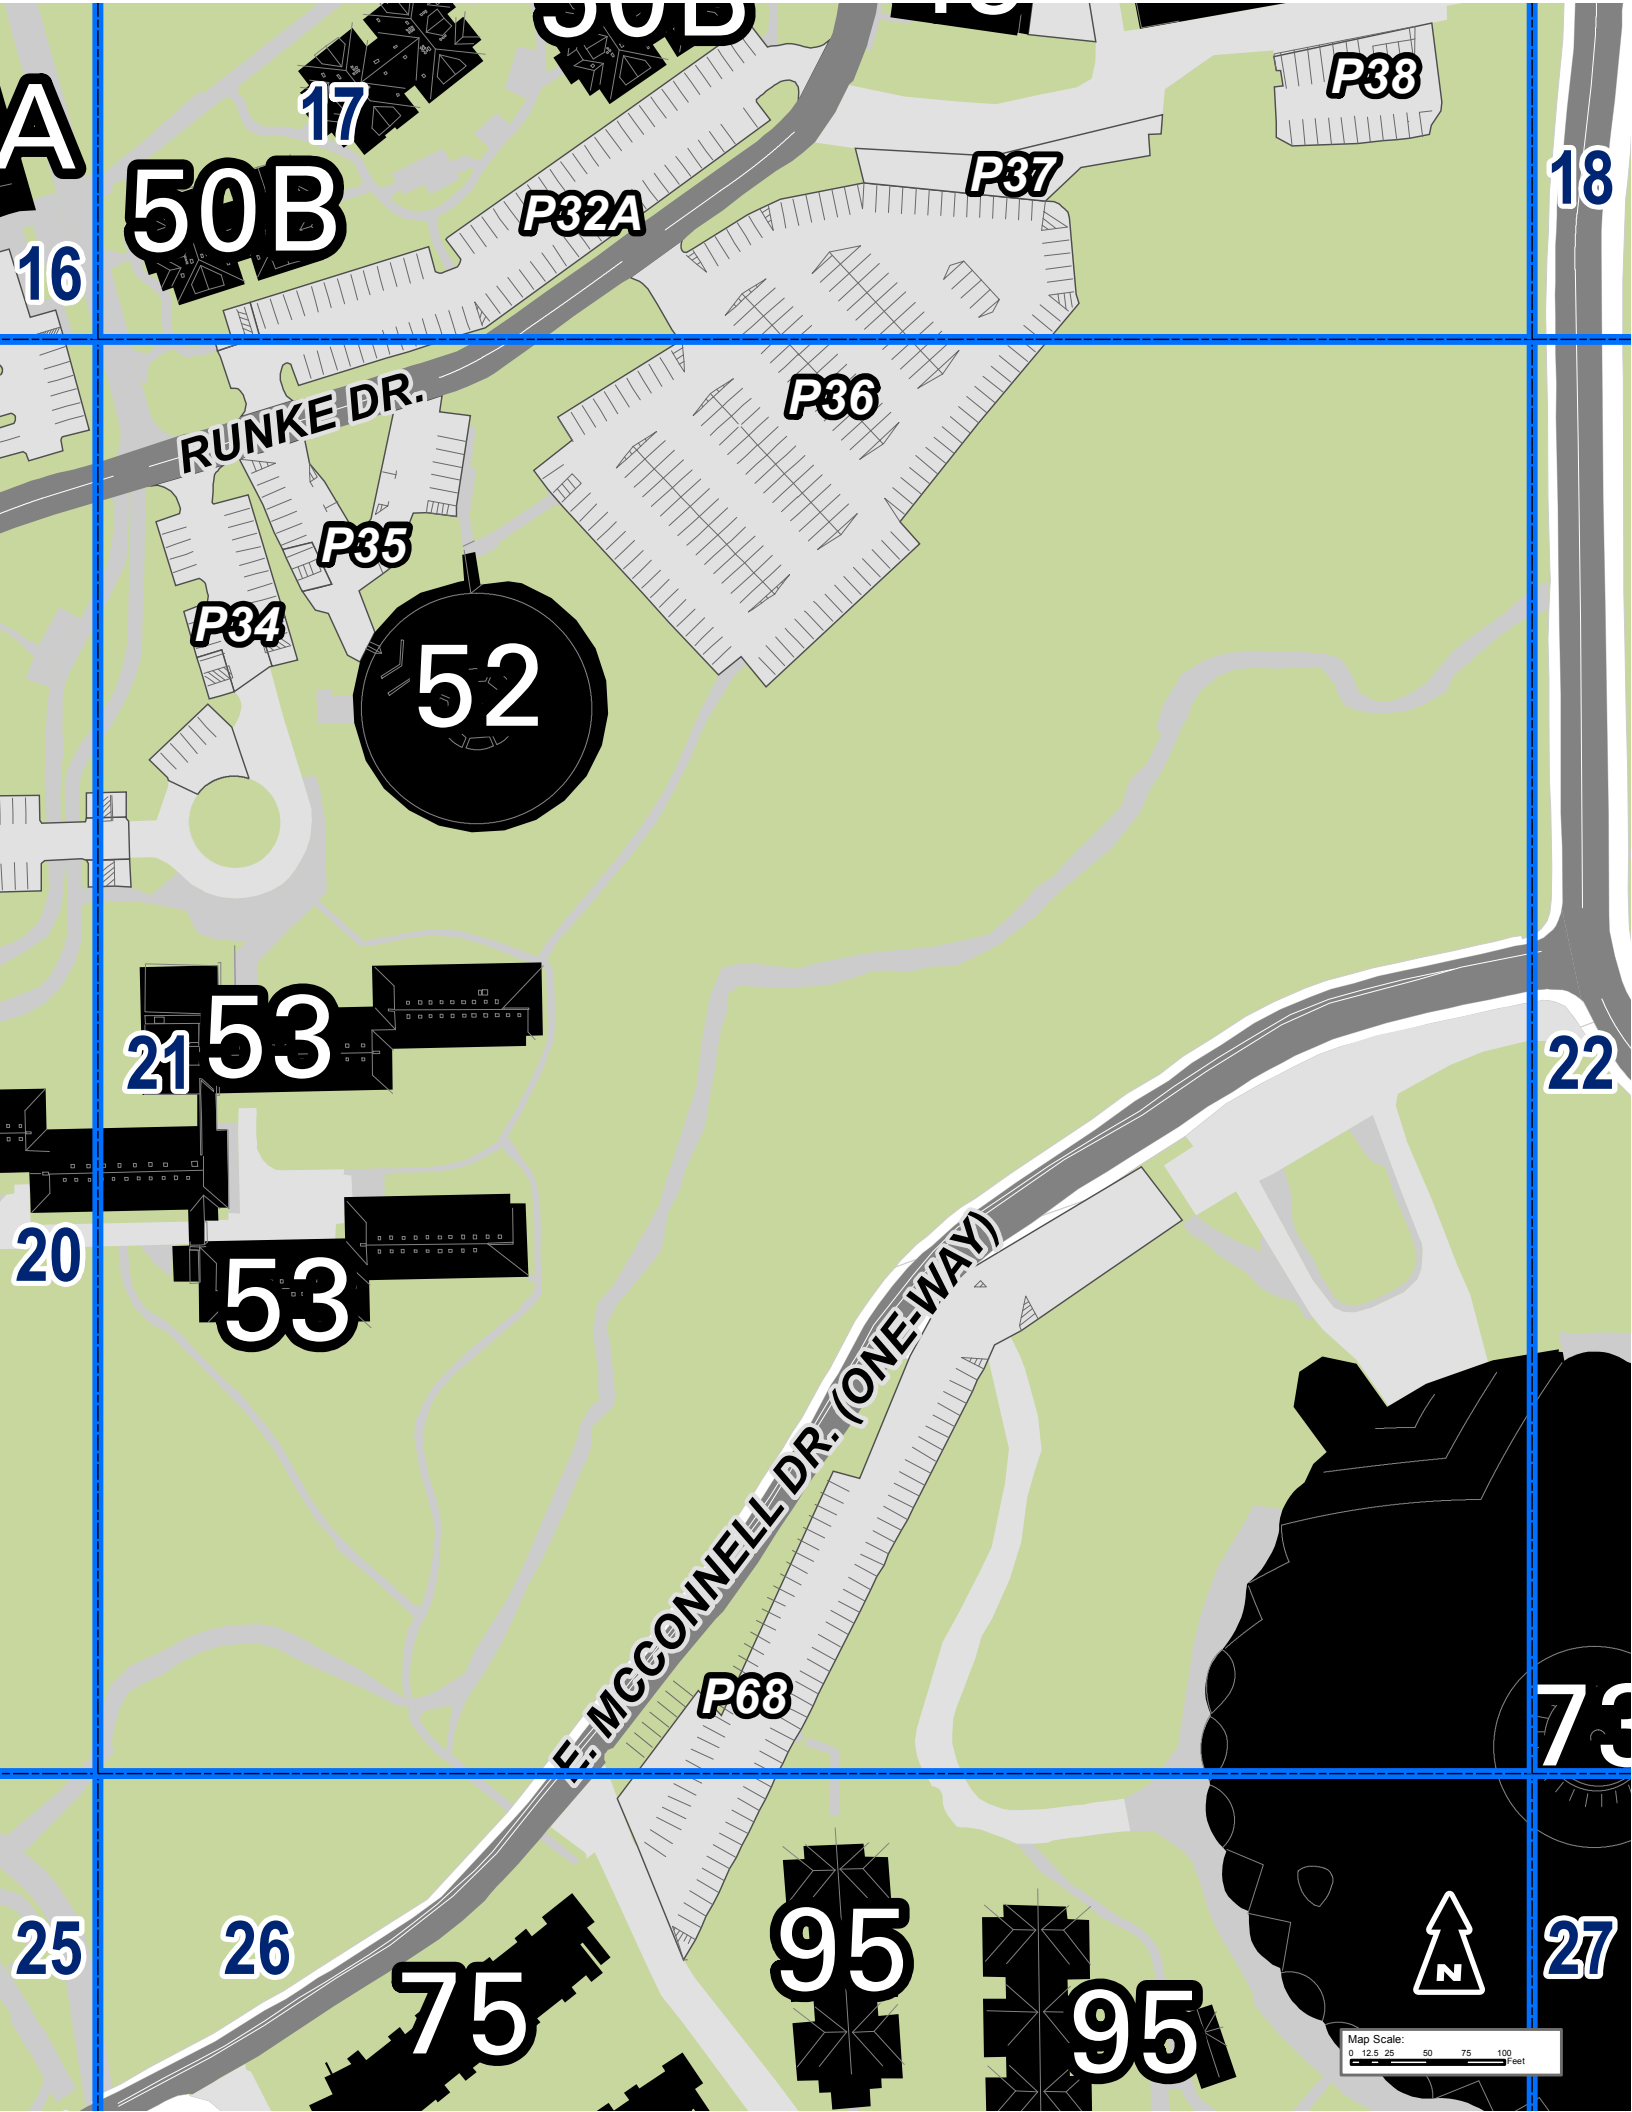 50B
P38
A
17
18
50B
P37
P32A
16
P36
RUNKE DR.
P35
P34
52
53
21
22
20
53
E. MCCONNELL DR. (ONE-WAY)
P68
73
95
25
26
27
N
75
95
Map Scale:
0 12.5 25 50 75 100
Feet